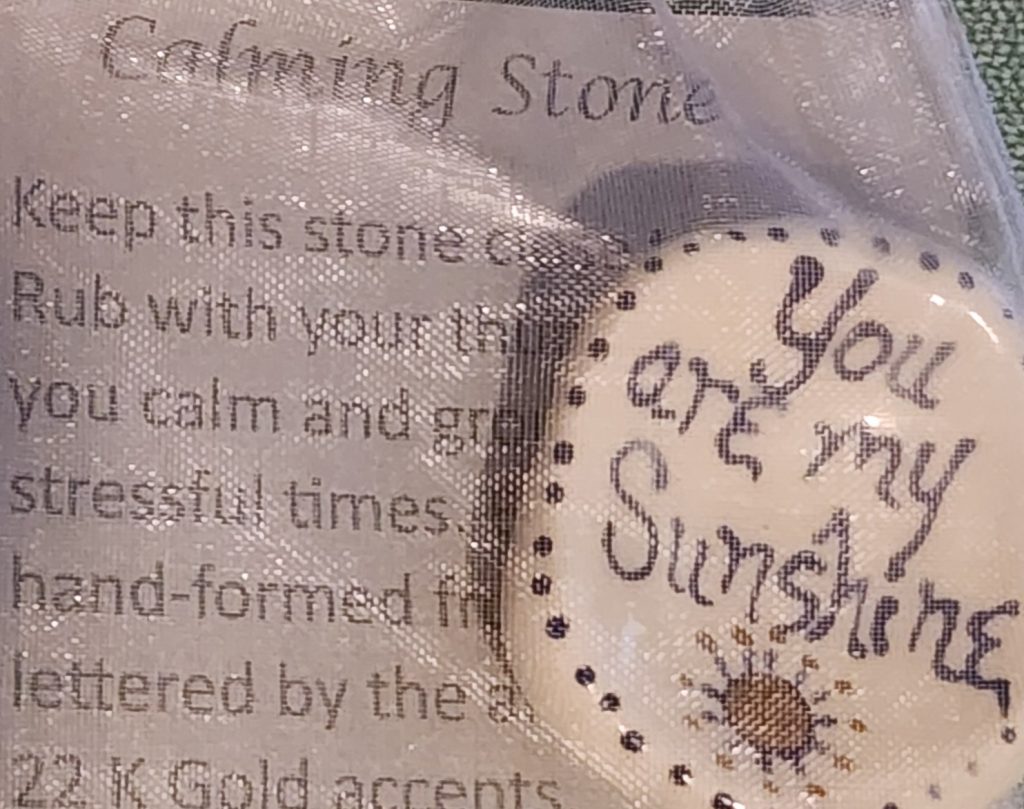 Calming Stone
Keep this stone
Rub with your
you calm and
stressful times.
hand-formed
lettered by the
22 K Gold accents
You
are my
Sunshine